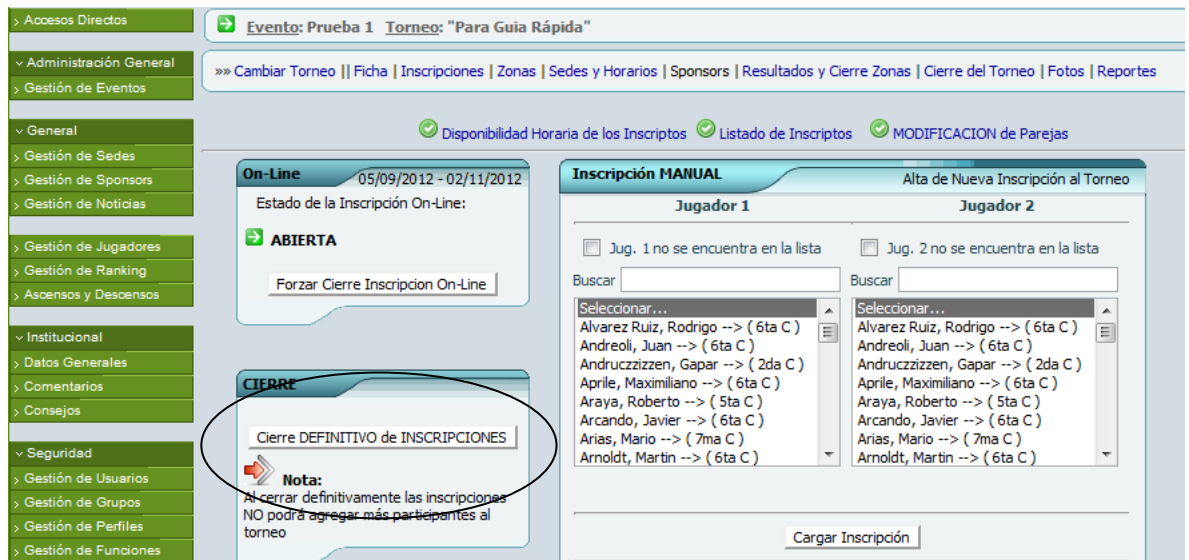 Accesos Directos
Administración General
Gestión de Eventos
General
Gestión de Sedes
Gestión de Sponsors
Gestión de Noticias
Gestión de Jugadores
Gestión de Ranking
Ascensos y Descensos
Institucional
Datos Generales
Comentarios
Consejos
Seguridad
Gestión de Usuarios
Gestión de Grupos
Gestión de Perfiles
Gestión de Funciones
Evento: Prueba 1 Torneo: "Para Guia Rápida"
»» Cambiar Torneo || Ficha | Inscripciones | Zonas | Sedes y Horarios | Sponsors | Resultados y Cierre Zonas | Cierre del Torneo | Fotos | Reportes
Disponibilidad Horaria de los Inscriptos Listado de Inscriptos MODIFICACION de Parejas
On-Line 05/09/2012 - 02/11/2012
Estado de la Inscripción On-Line:
ABIERTA
Forzar Cierre Inscripcion On-Line
CIERRE
Cierre DEFINITIVO de INSCRIPCIONES
Nota:
Al cerrar definitivamente las inscripciones
NO podrá agregar más participantes al
torneo
Inscripción MANUAL Alta de Nueva Inscripción al Torneo
Jugador 1
Jug. 1 no se encuentra en la lista
Buscar
Seleccionar...
Alvarez Ruiz, Rodrigo --> ( 6ta C )
Andreoli, Juan --> ( 6ta C )
Andruczzizzen, Gapar --> ( 2da C )
Aprile, Maximiliano --> ( 6ta C )
Araya, Roberto --> ( 5ta C )
Arcando, Javier --> ( 6ta C )
Arias, Mario --> ( 7ma C )
Arnoldt, Martin --> ( 6ta C )
Jugador 2
Jug. 2 no se encuentra en la lista
Buscar
Seleccionar...
Alvarez Ruiz, Rodrigo --> ( 6ta C )
Andreoli, Juan --> ( 6ta C )
Andruczzizzen, Gapar --> ( 2da C )
Aprile, Maximiliano --> ( 6ta C )
Araya, Roberto --> ( 5ta C )
Arcando, Javier --> ( 6ta C )
Arias, Mario --> ( 7ma C )
Arnoldt, Martin --> ( 6ta C )
Cargar Inscripción